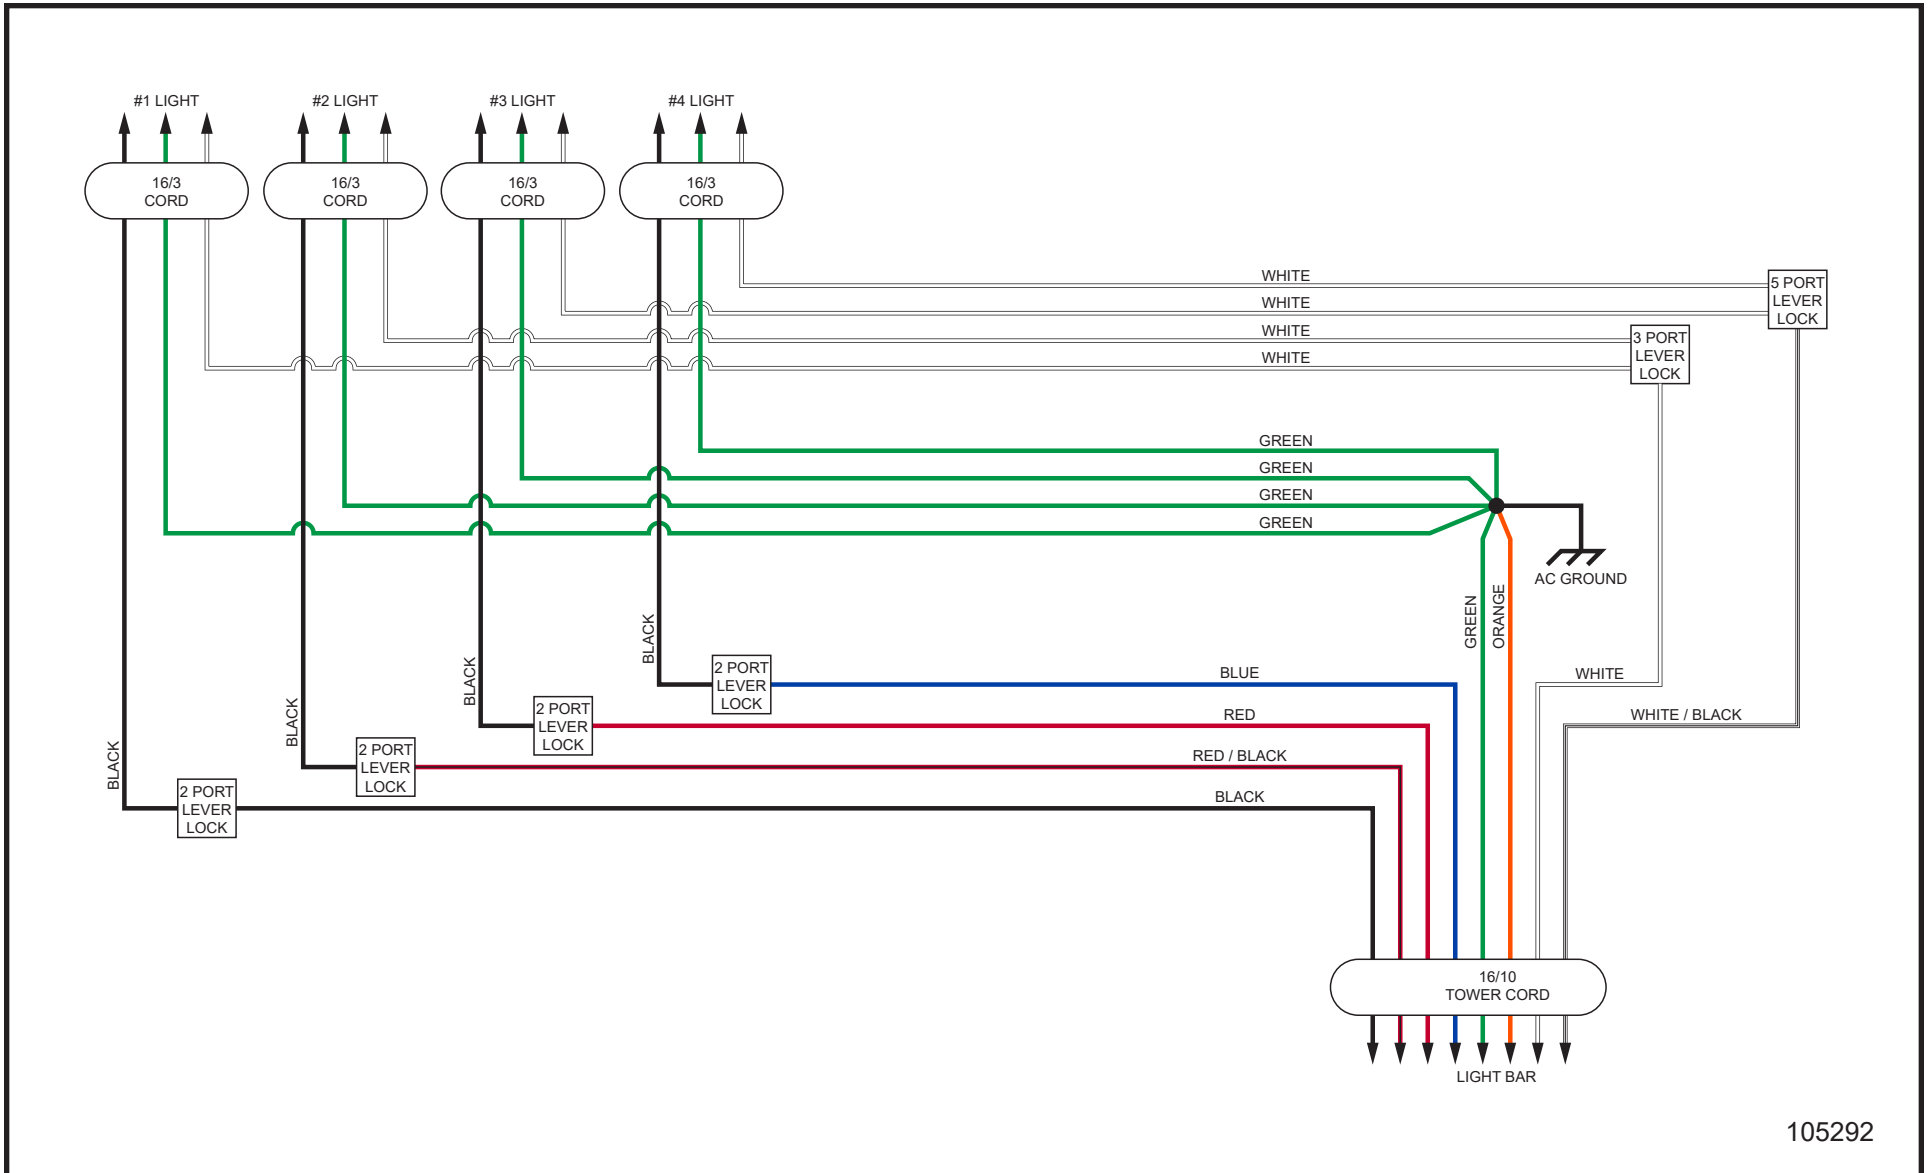 #1 LIGHT
#2 LIGHT
#3 LIGHT
#4 LIGHT
16/3
CORD
16/3
CORD
16/3
CORD
16/3
CORD
WHITE
WHITE
WHITE
WHITE
5 PORT
LEVER
LOCK
3 PORT
LEVER
LOCK
GREEN
GREEN
GREEN
GREEN
AC GROUND
GREEN
ORANGE
BLACK
BLACK
BLACK
BLACK
2 PORT
LEVER
LOCK
BLUE
WHITE
2 PORT
LEVER
LOCK
RED
WHITE / BLACK
2 PORT
LEVER
LOCK
RED / BLACK
2 PORT
LEVER
LOCK
BLACK
16/10
TOWER CORD
LIGHT BAR
105292